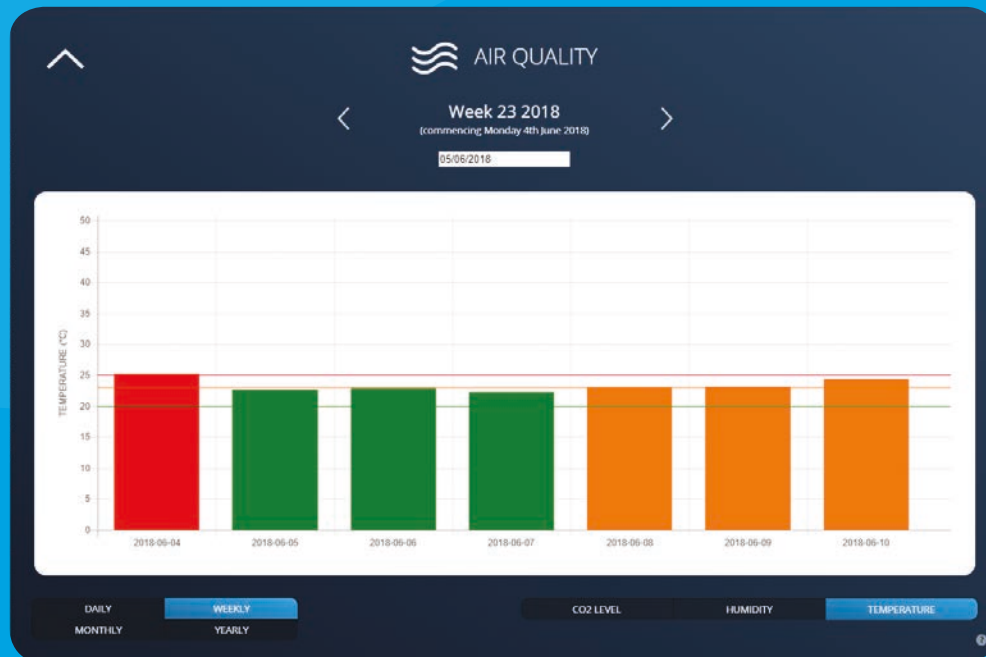 AIR QUALITY
Week 23 2018
(commencing Monday 4th June 2018)
05/06/2018
50
45
40
35
30
25
20
15
10
5
0
TEMPERATURE (°C)
2018-06-04 2018-06-05 2018-06-06 2018-06-07 2018-06-08 2018-06-09 2018-06-10
DAILY WEEKLY CO2 LEVEL HUMIDITY TEMPERATURE
MONTHLY YEARLY
?